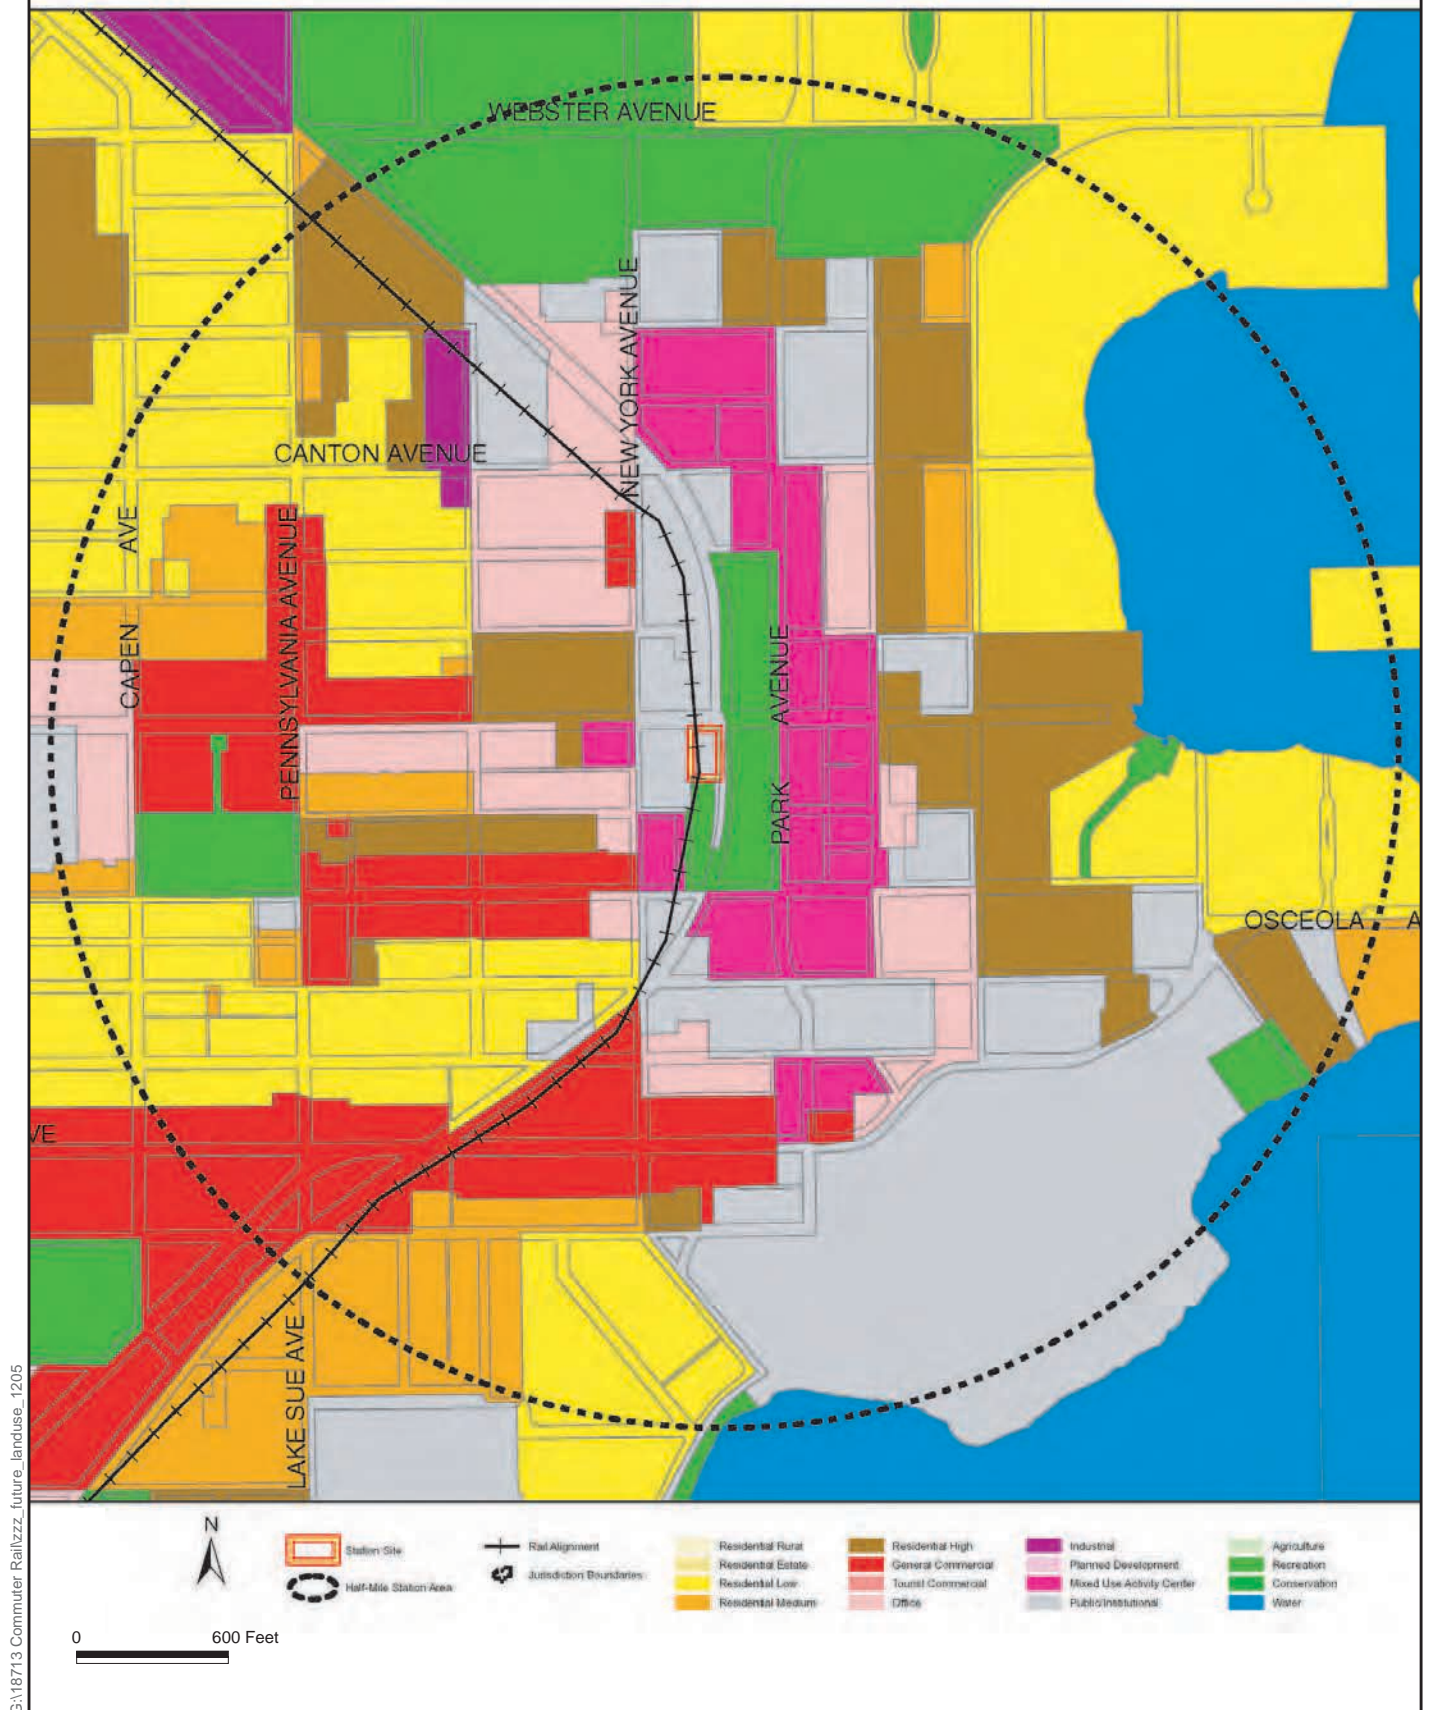 WEBSTER AVENUE
NEW YORK AVENUE
CANTON AVENUE
CAPEN AVE
PENNSYLVANIA AVENUE
PARK AVENUE
OSCEOLA A
VE
LAKE SUE AVE
G:\18713 Commuter Rail\zzz_future_landuse_1205
N
Station Site
Half-Mile Station Area
Rail Alignment
Jurisdiction Boundaries
Residential Rural
Residential Estate
Residential Low
Residential Medium
Residential High
General Commercial
Tourist Commercial
Office
Industrial
Planned Development
Mixed Use Activity Center
Public/Institutional
Agriculture
Recreation
Conservation
Water
0 600 Feet